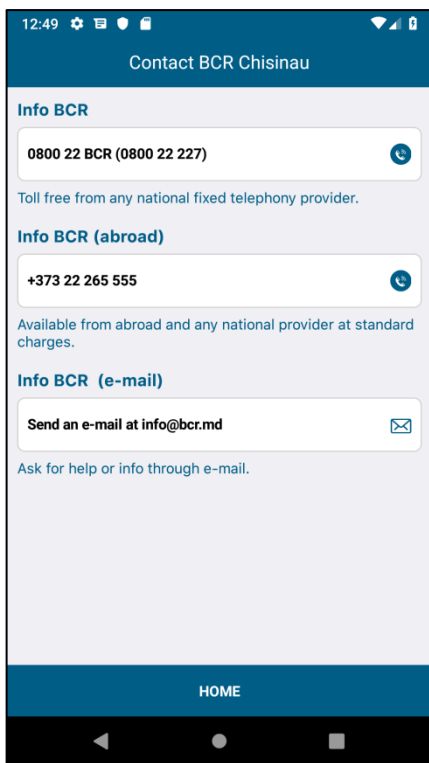 12:49
Contact BCR Chisinau
Info BCR
0800 22 BCR (0800 22 227)
Toll free from any national fixed telephony provider.
Info BCR (abroad)
+373 22 265 555
Available from abroad and any national provider at standard
charges.
Info BCR (e-mail)
Send an e-mail at info@bcr.md
Ask for help or info through e-mail.
HOME